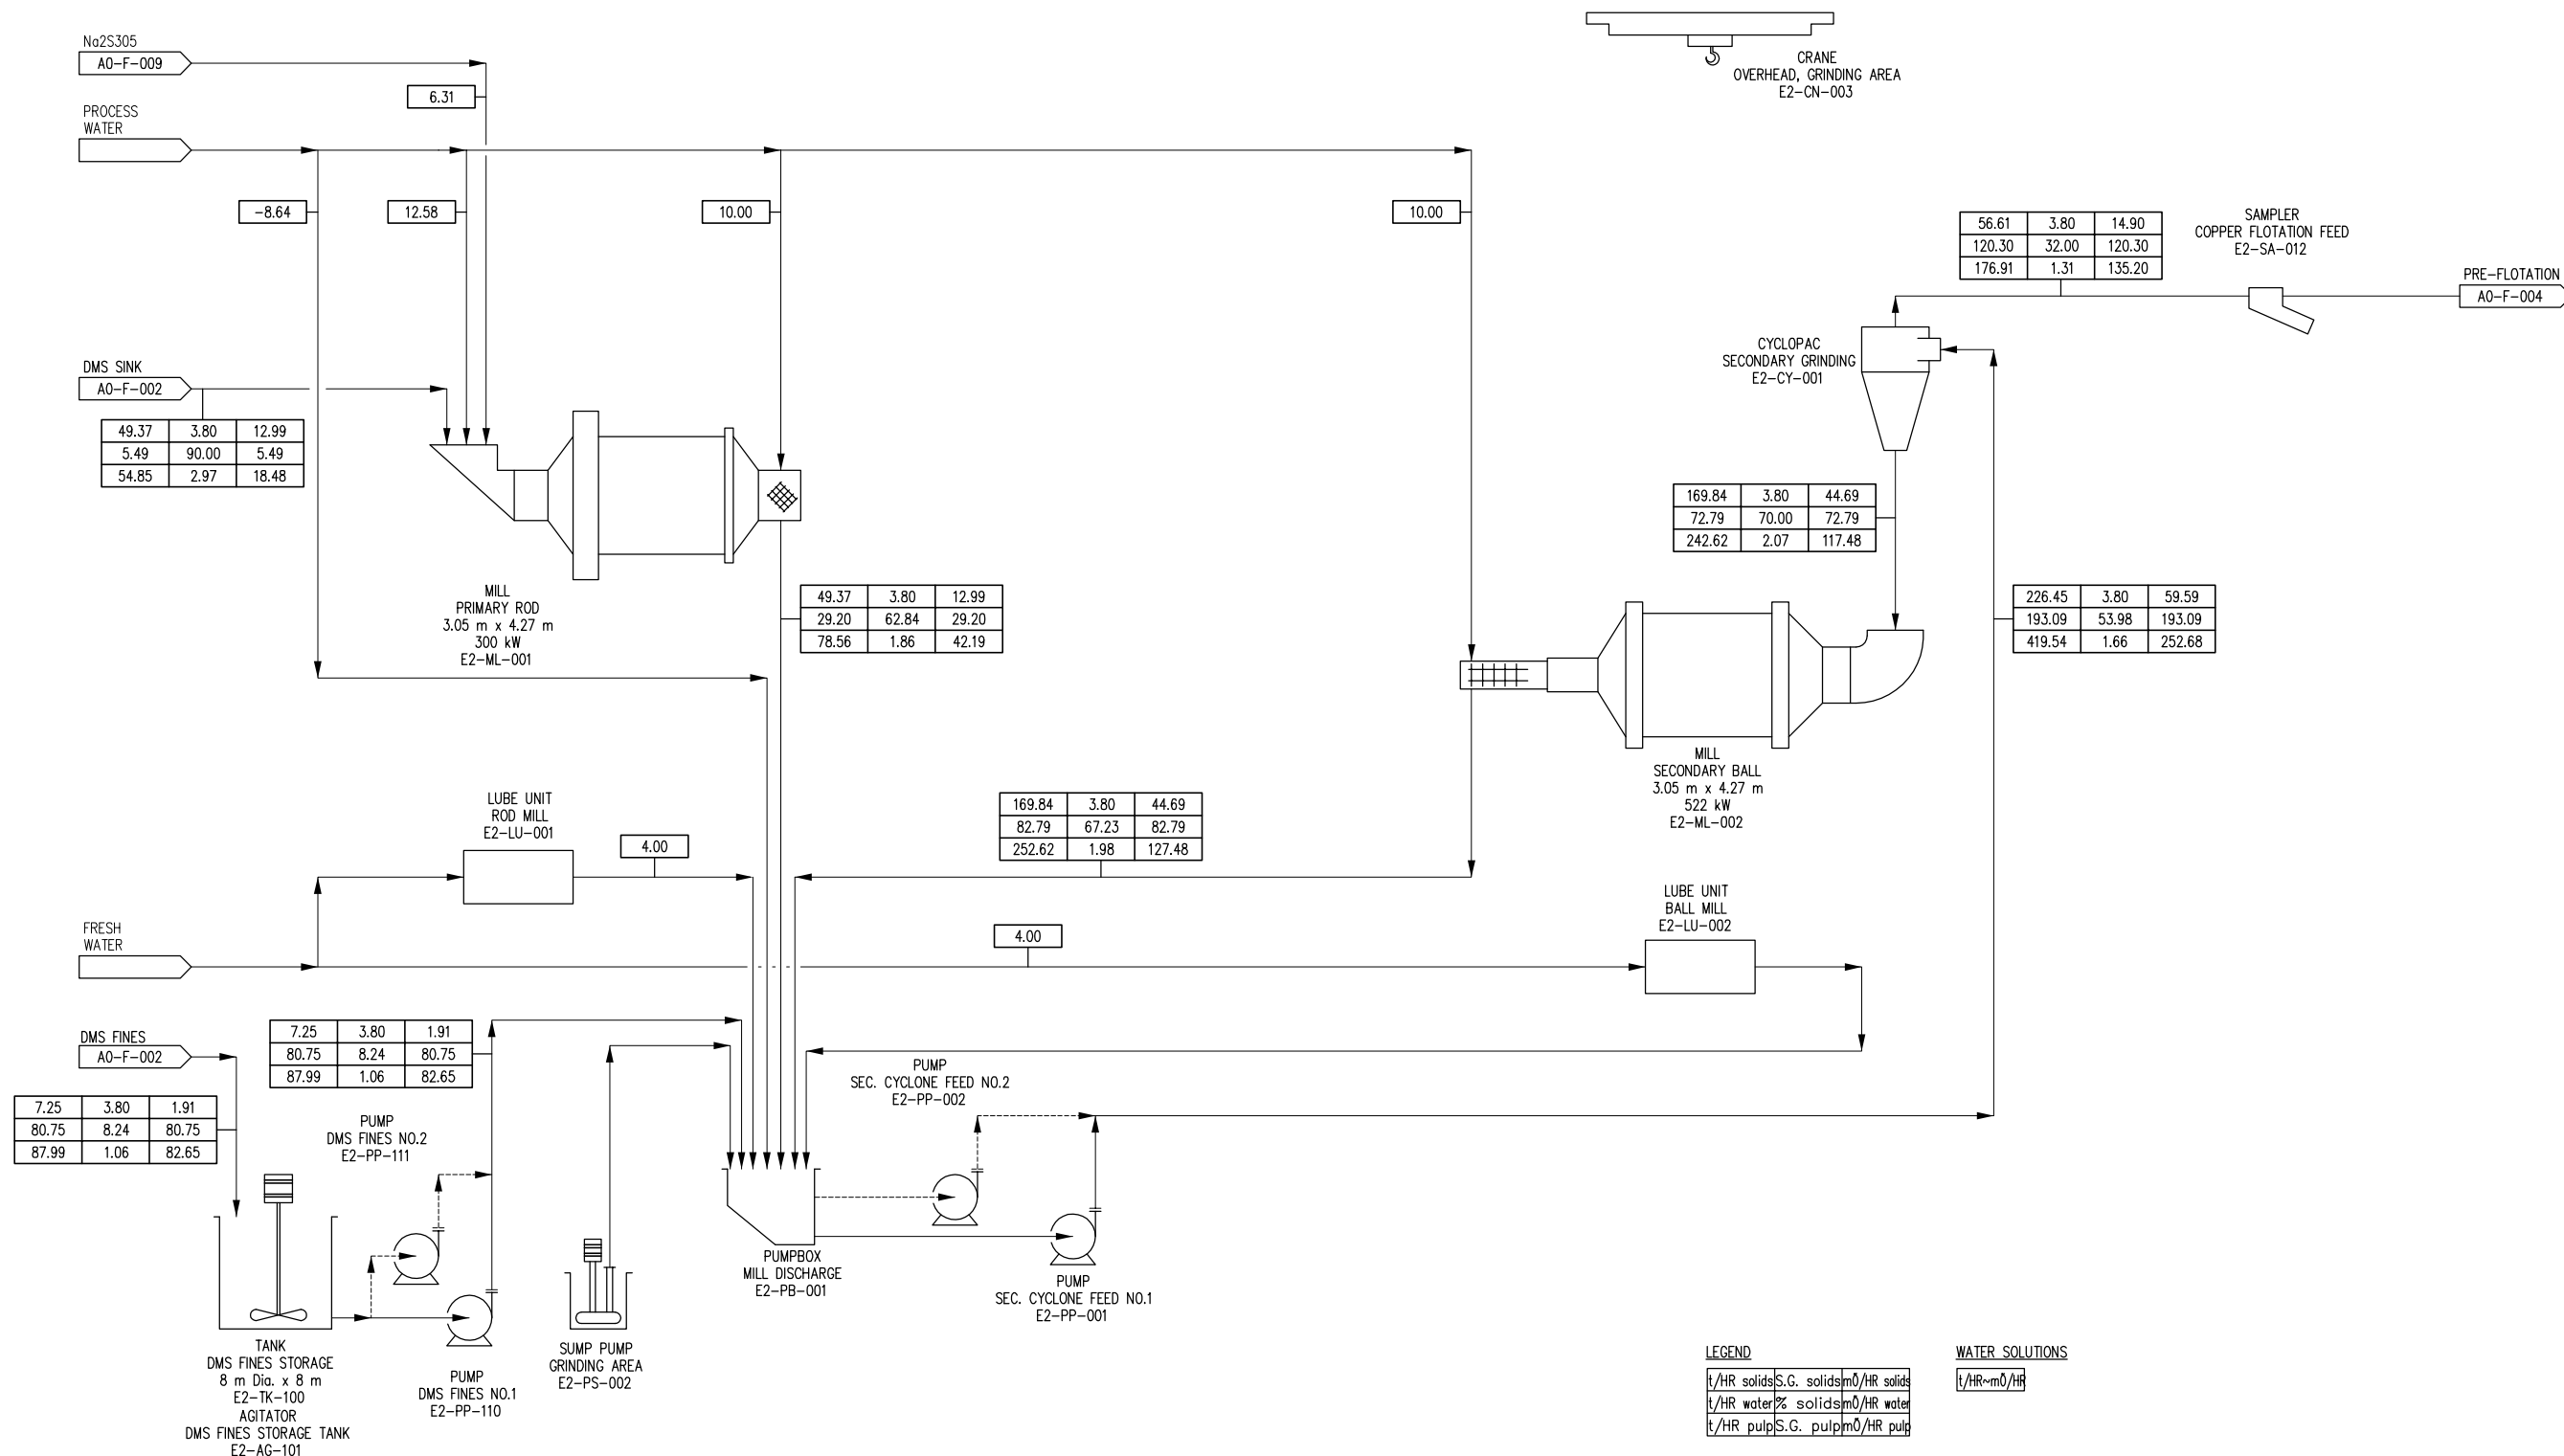 Na2S305
A0-F-009
6.31
PROCESS
WATER
-8.64
12.58
10.00
10.00
CRANE
OVERHEAD, GRINDING AREA
E2-CN-003
56.61 3.80 14.90
120.30 32.00 120.30
176.91 1.31 135.20
SAMPLER
COPPER FLOTATION FEED
E2-SA-012
PRE-FLOTATION
A0-F-004
CYCLOPAC
SECONDARY GRINDING
E2-CY-001
DMS SINK
A0-F-002
49.37 3.80 12.99
5.49 90.00 5.49
54.85 2.97 18.48
169.84 3.80 44.69
72.79 70.00 72.79
242.62 2.07 117.48
MILL
PRIMARY ROD
3.05 m x 4.27 m
300 kW
E2-ML-001
49.37 3.80 12.99
29.20 62.84 29.20
78.56 1.86 42.19
226.45 3.80 59.59
193.09 53.98 193.09
419.54 1.66 252.68
MILL
SECONDARY BALL
3.05 m x 4.27 m
522 kW
E2-ML-002
LUBE UNIT
ROD MILL
E2-LU-001
4.00
169.84 3.80 44.69
82.79 67.23 82.79
252.62 1.98 127.48
LUBE UNIT
BALL MILL
E2-LU-002
FRESH
WATER
4.00
DMS FINES
A0-F-002
7.25 3.80 1.91
80.75 8.24 80.75
87.99 1.06 82.65
7.25 3.80 1.91
80.75 8.24 80.75
87.99 1.06 82.65
PUMP
DMS FINES NO.2
E2-PP-111
PUMP
SEC. CYCLONE FEED NO.2
E2-PP-002
PUMPBOX
MILL DISCHARGE
E2-PB-001
PUMP
SEC. CYCLONE FEED NO.1
E2-PP-001
TANK
DMS FINES STORAGE
8 m Dia. x 8 m
E2-TK-100
AGITATOR
DMS FINES STORAGE TANK
E2-AG-101
PUMP
DMS FINES NO.1
E2-PP-110
SUMP PUMP
GRINDING AREA
E2-PS-002
LEGEND
t/HR solids S.G. solids mÕ/HR solids
t/HR water % solids mÕ/HR water
t/HR pulp S.G. pulp mÕ/HR pulp
WATER SOLUTIONS
t/HR~mÕ/HR